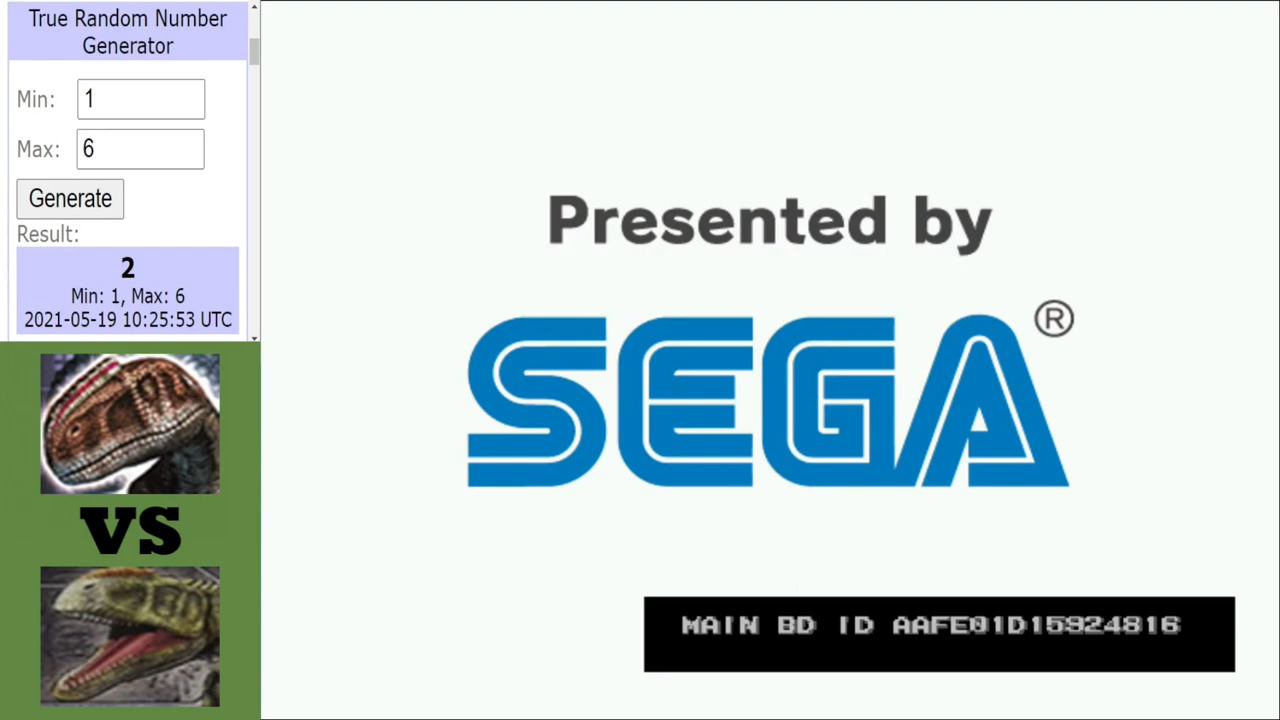 True Random Number
Generator
Min: 1
Max: 6
Generate
Result:
2
Min: 1, Max: 6
2021-05-19 10:25:53 UTC
vs
Presented by
SEGA®
MAIN BD ID AAFE01D15924816